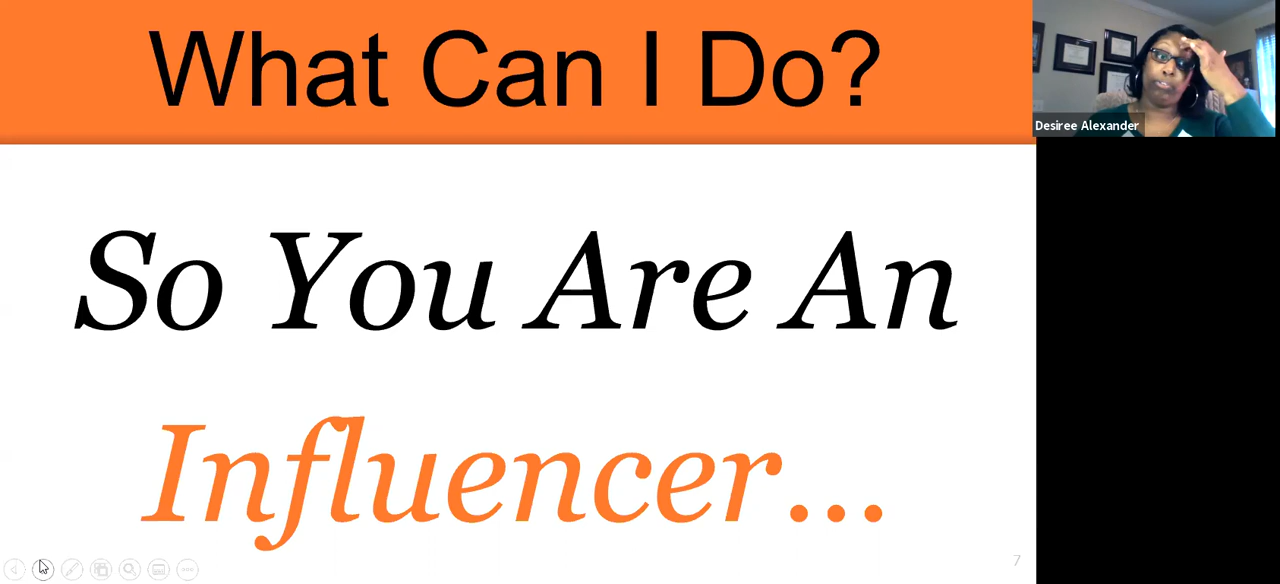 What Can I Do?
Desiree Alexander
So You Are An
Influencer...
7